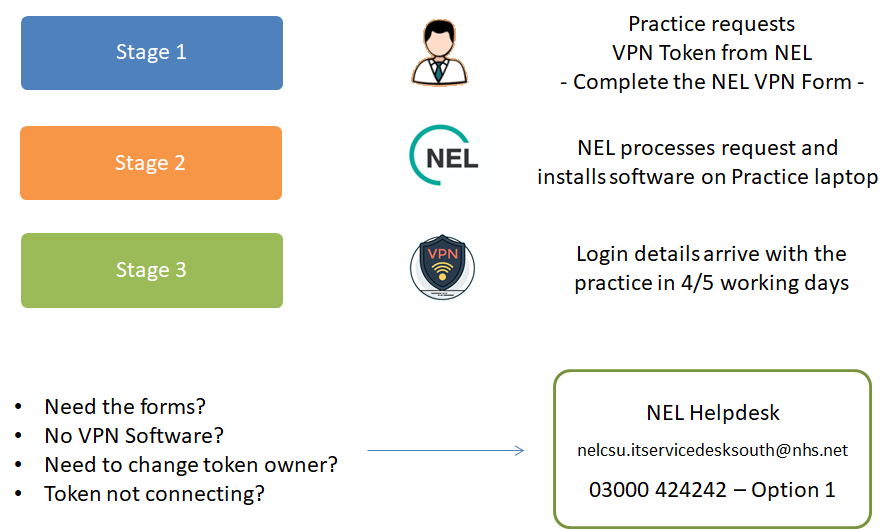 Stage 1
Practice requests
VPN Token from NEL
- Complete the NEL VPN Form -
Stage 2
NEL
NEL processes request and
installs software on Practice laptop
Stage 3
VPN
Login details arrive with the
practice in 4/5 working days
• Need the forms?
• No VPN Software?
• Need to change token owner?
• Token not connecting?
NEL Helpdesk
nelcsu.itservicedesksouth@nhs.net
03000 424242 – Option 1